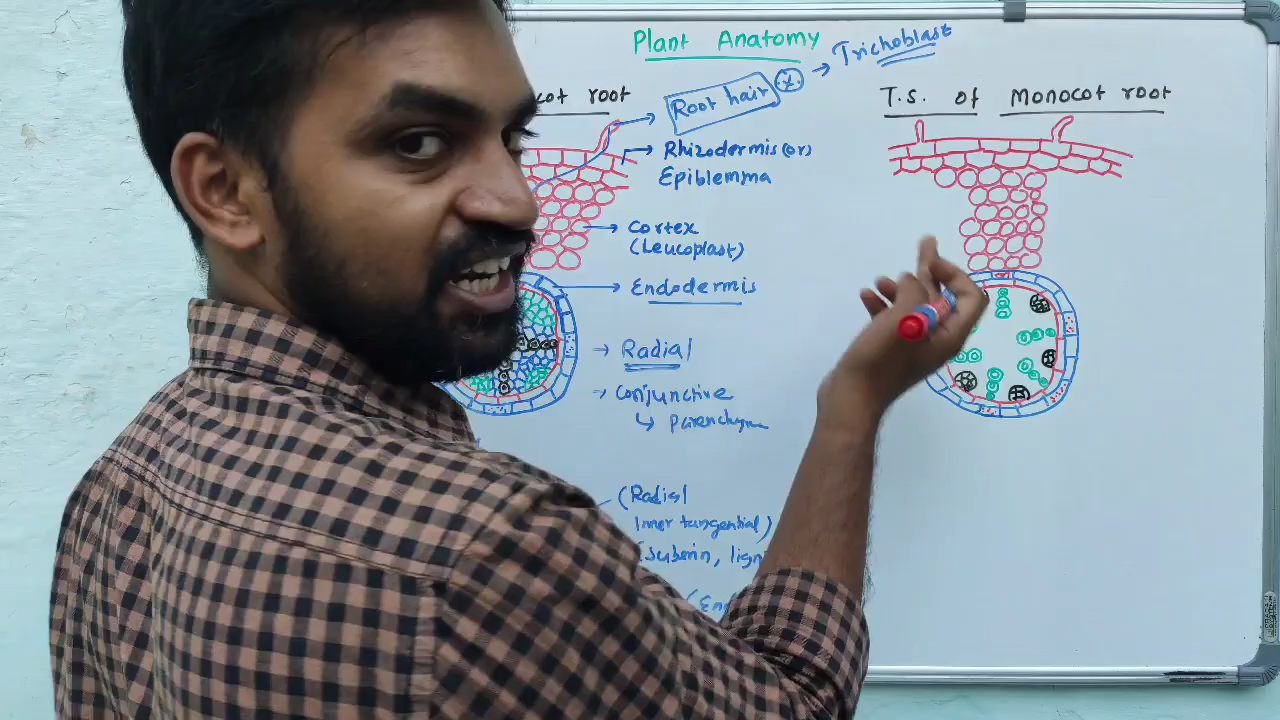 Plant Anatomy
cot root
Root hair → Trichoblast
Rhizodermis (or)
Epiblemma
Cortex
(Leucoplast)
Endodermis
→ Radial
→ Conjunctive
↳ parenchyma
(Radial
Inner tangential)
(suberin,
T.S. of Monocot root